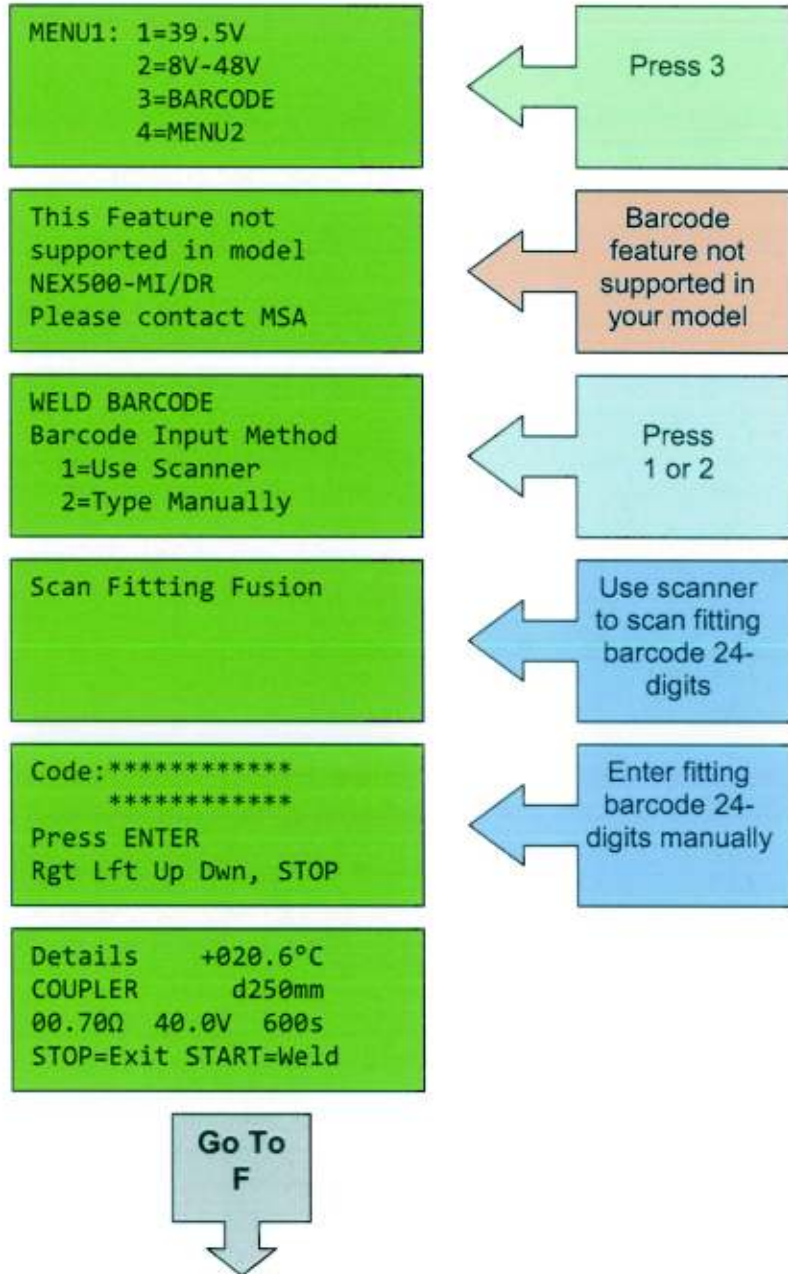 MENU1: 1=39.5V
2=8V-48V
3=BARCODE
4=MENU2
Press 3
This Feature not
supported in model
NEX500-MI/DR
Please contact MSA
Barcode
feature not
supported in
your model
WELD BARCODE
Barcode Input Method
1=Use Scanner
2=Type Manually
Press
1 or 2
Scan Fitting Fusion
Use scanner
to scan fitting
barcode 24-
digits
Code:************
************
Press ENTER
Rgt Lft Up Dwn, STOP
Enter fitting
barcode 24-
digits manually
Details +020.6°C
COUPLER d250mm
00.70Ω 40.0V 600s
STOP=Exit START=Weld
Go To
F